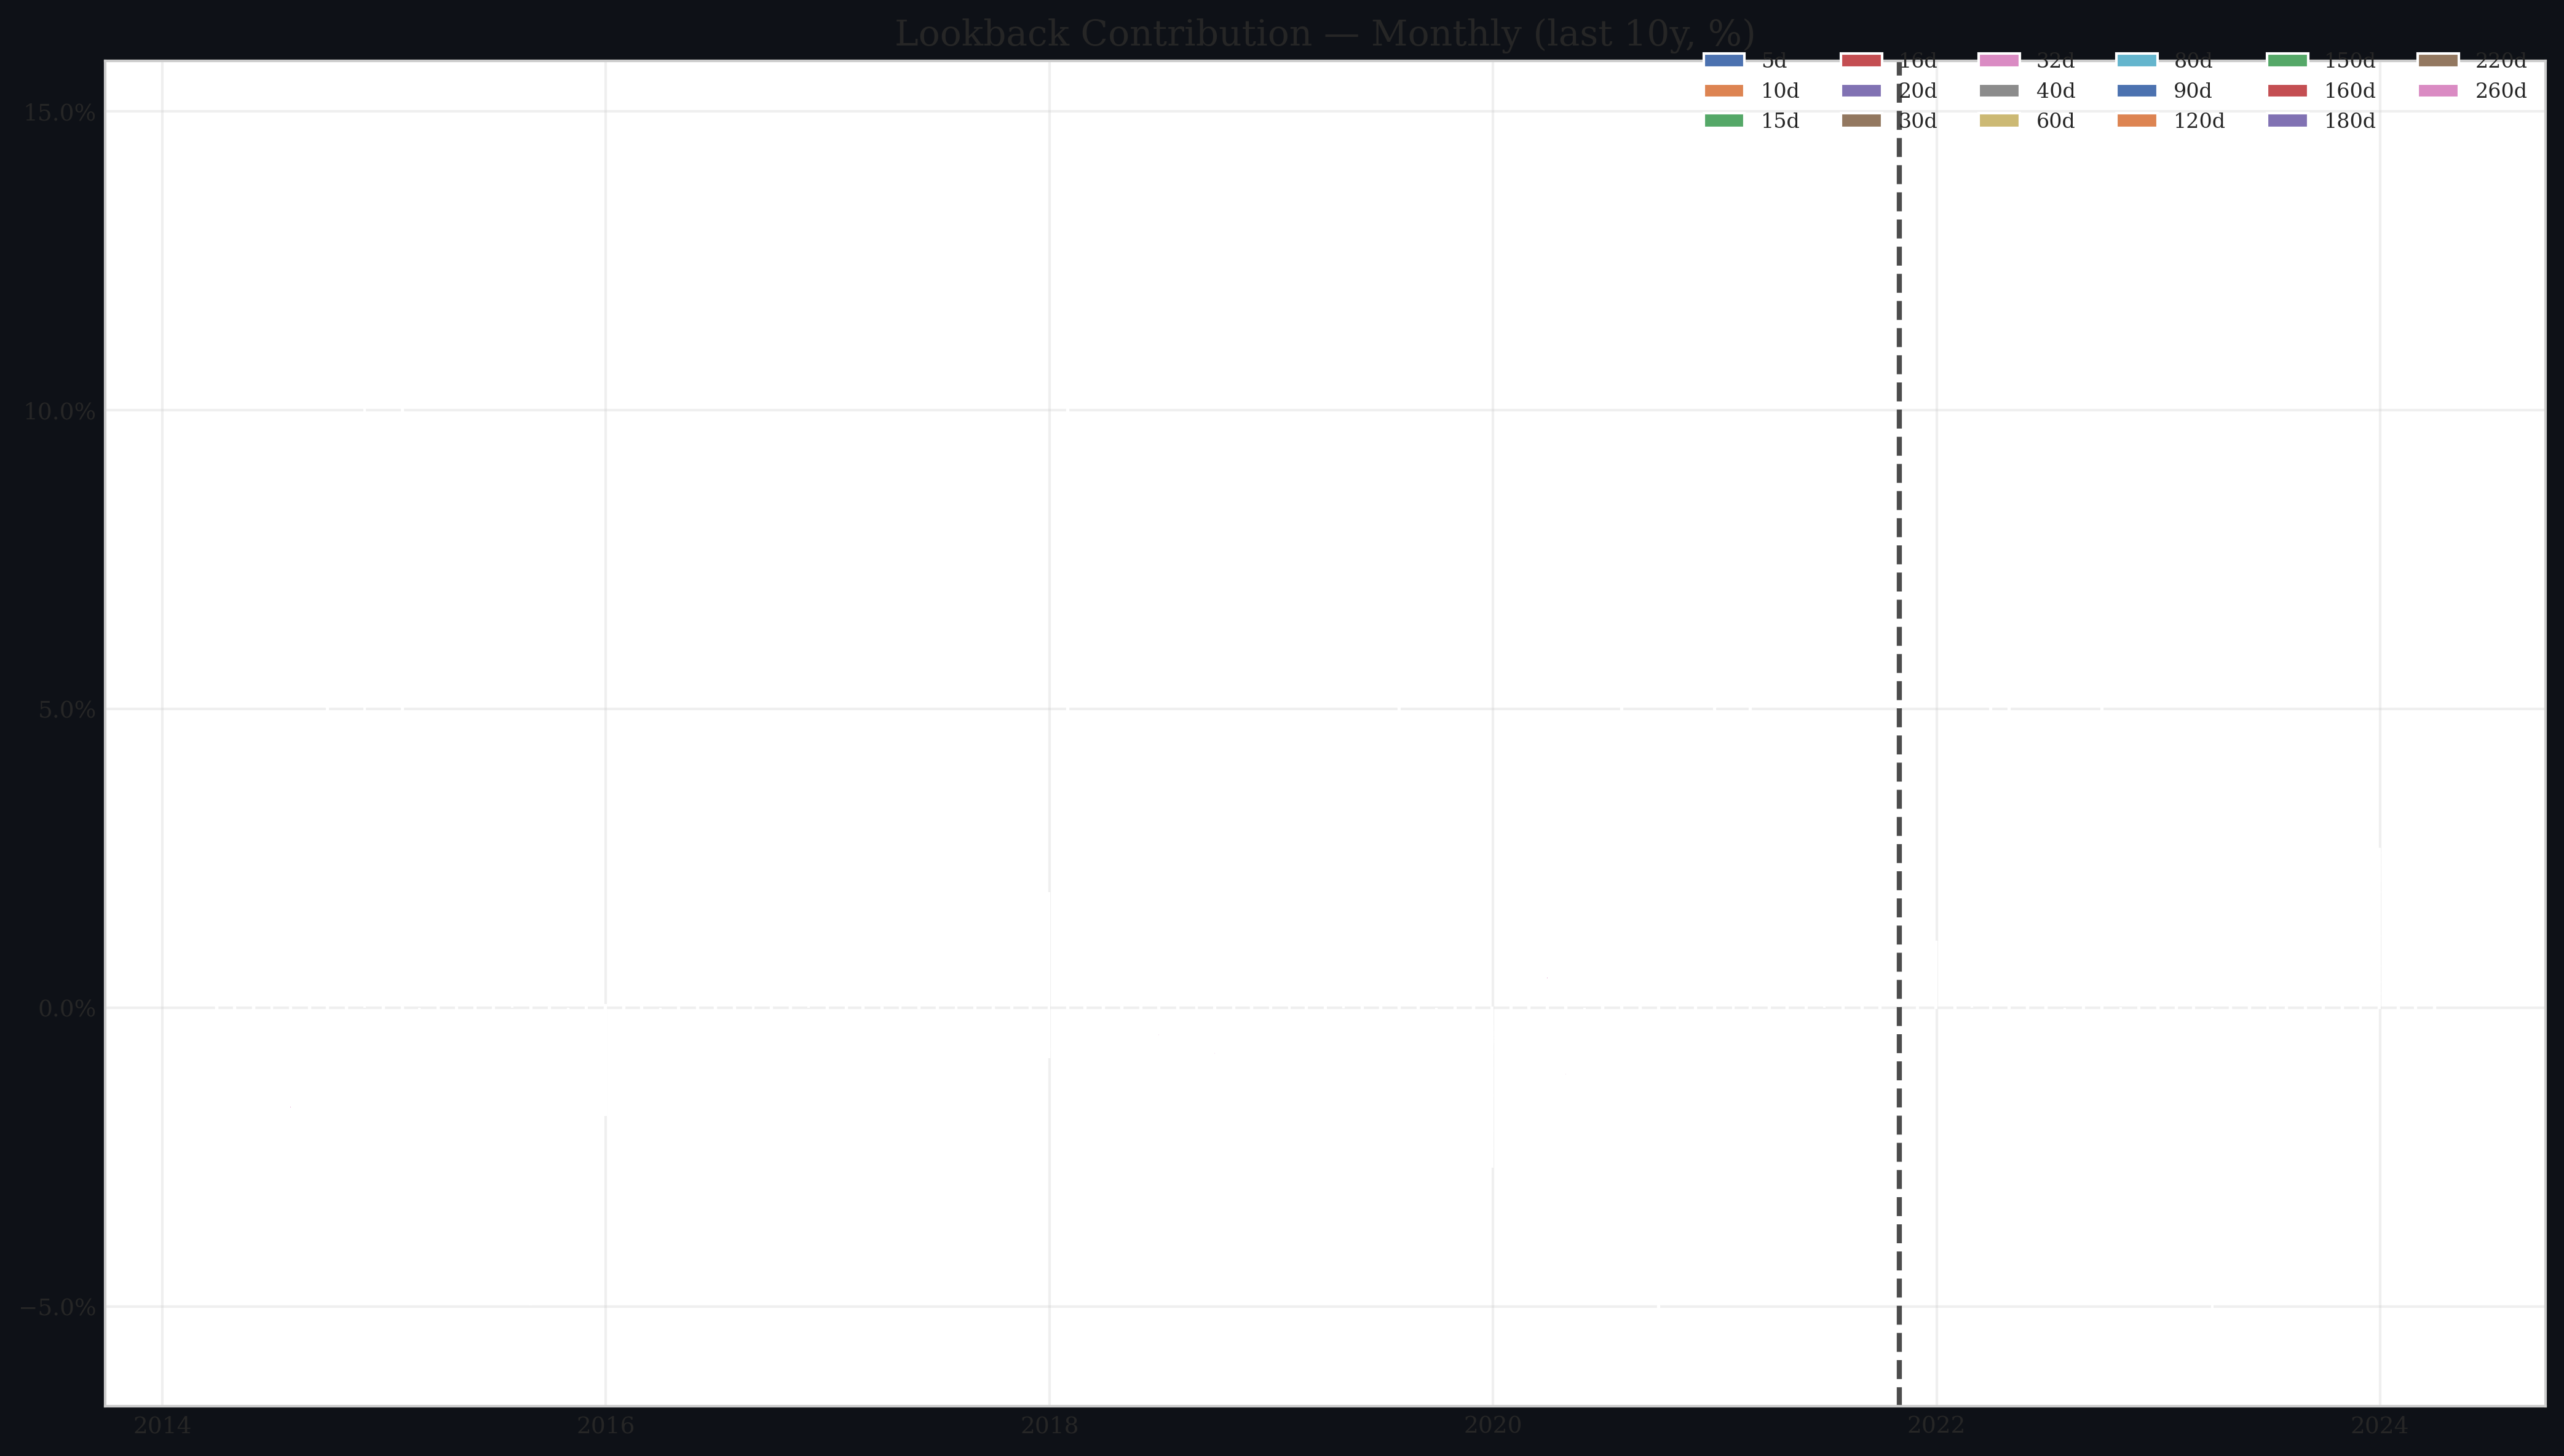 Lookback Contribution — Monthly (last 10y, %)
5d 16d 32d 80d 150d 220d
10d 20d 40d 90d 160d 260d
15d 30d 60d 120d 180d
15.0%
10.0%
5.0%
0.0%
−5.0%
2014 2016 2018 2020 2022 2024